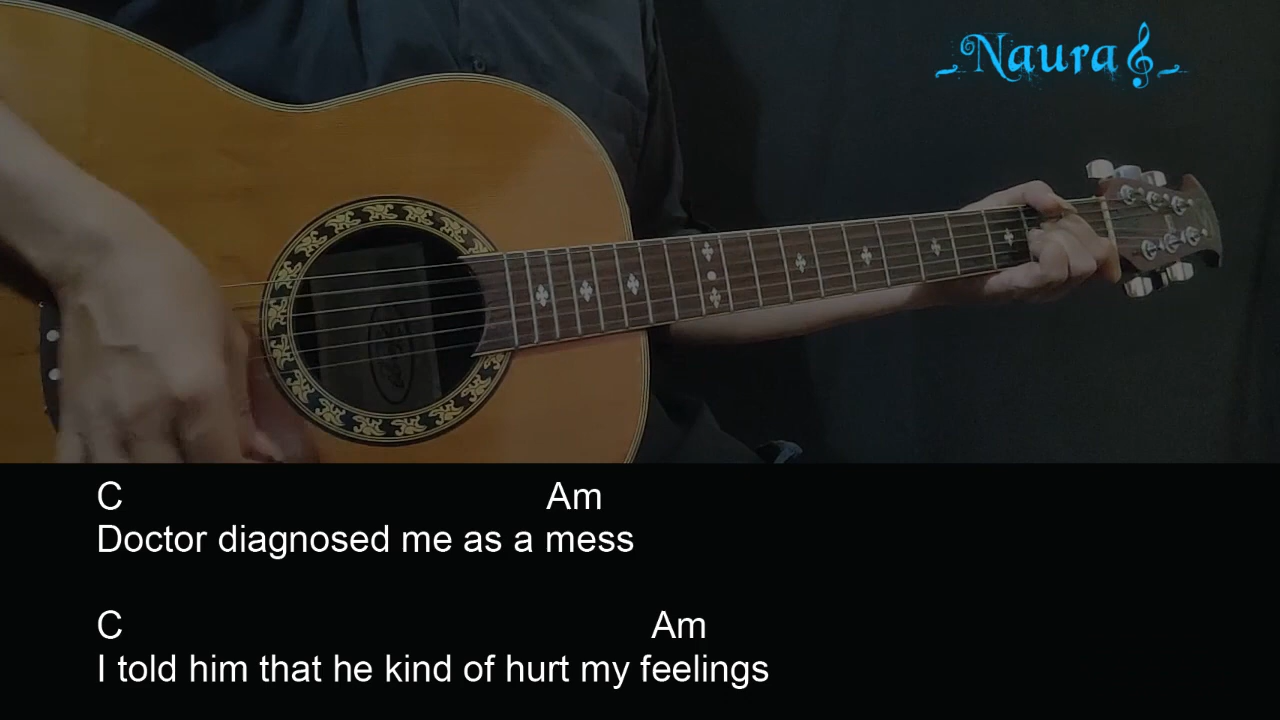 Naura
C Am
Doctor diagnosed me as a mess
C Am
I told him that he kind of hurt my feelings